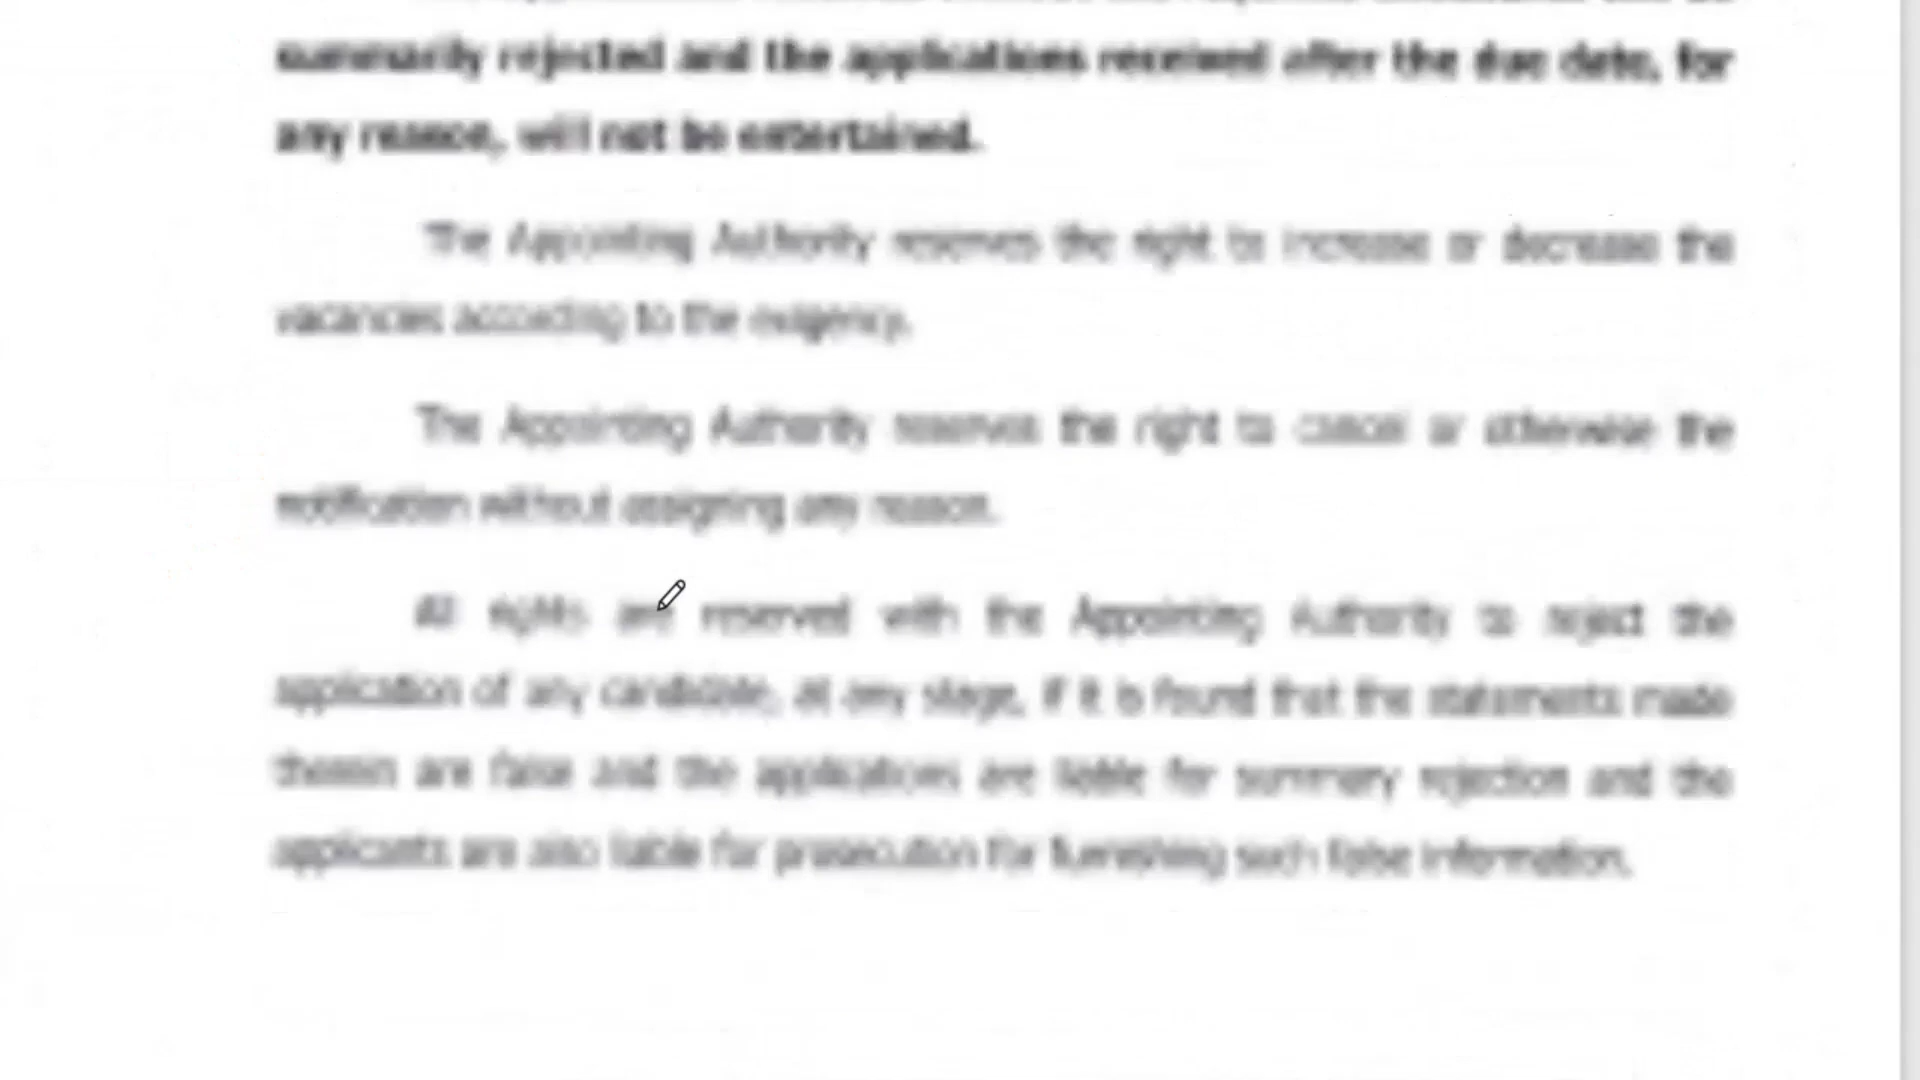 summarily rejected and the applications received after the due date, for
any reason, will not be entertained.
The Appointing Authority reserves the right to increase or decrease the
vacancies according to the exigency.
The Appointing Authority reserves the right to cancel or otherwise the
notification without assigning any reason.
All rights are reserved with the Appointing Authority to reject the
application of any candidate, at any stage, if it is found that the statements made
therein are false and the applications are liable for summary rejection and the
applicants are also liable for prosecution for furnishing such false information.